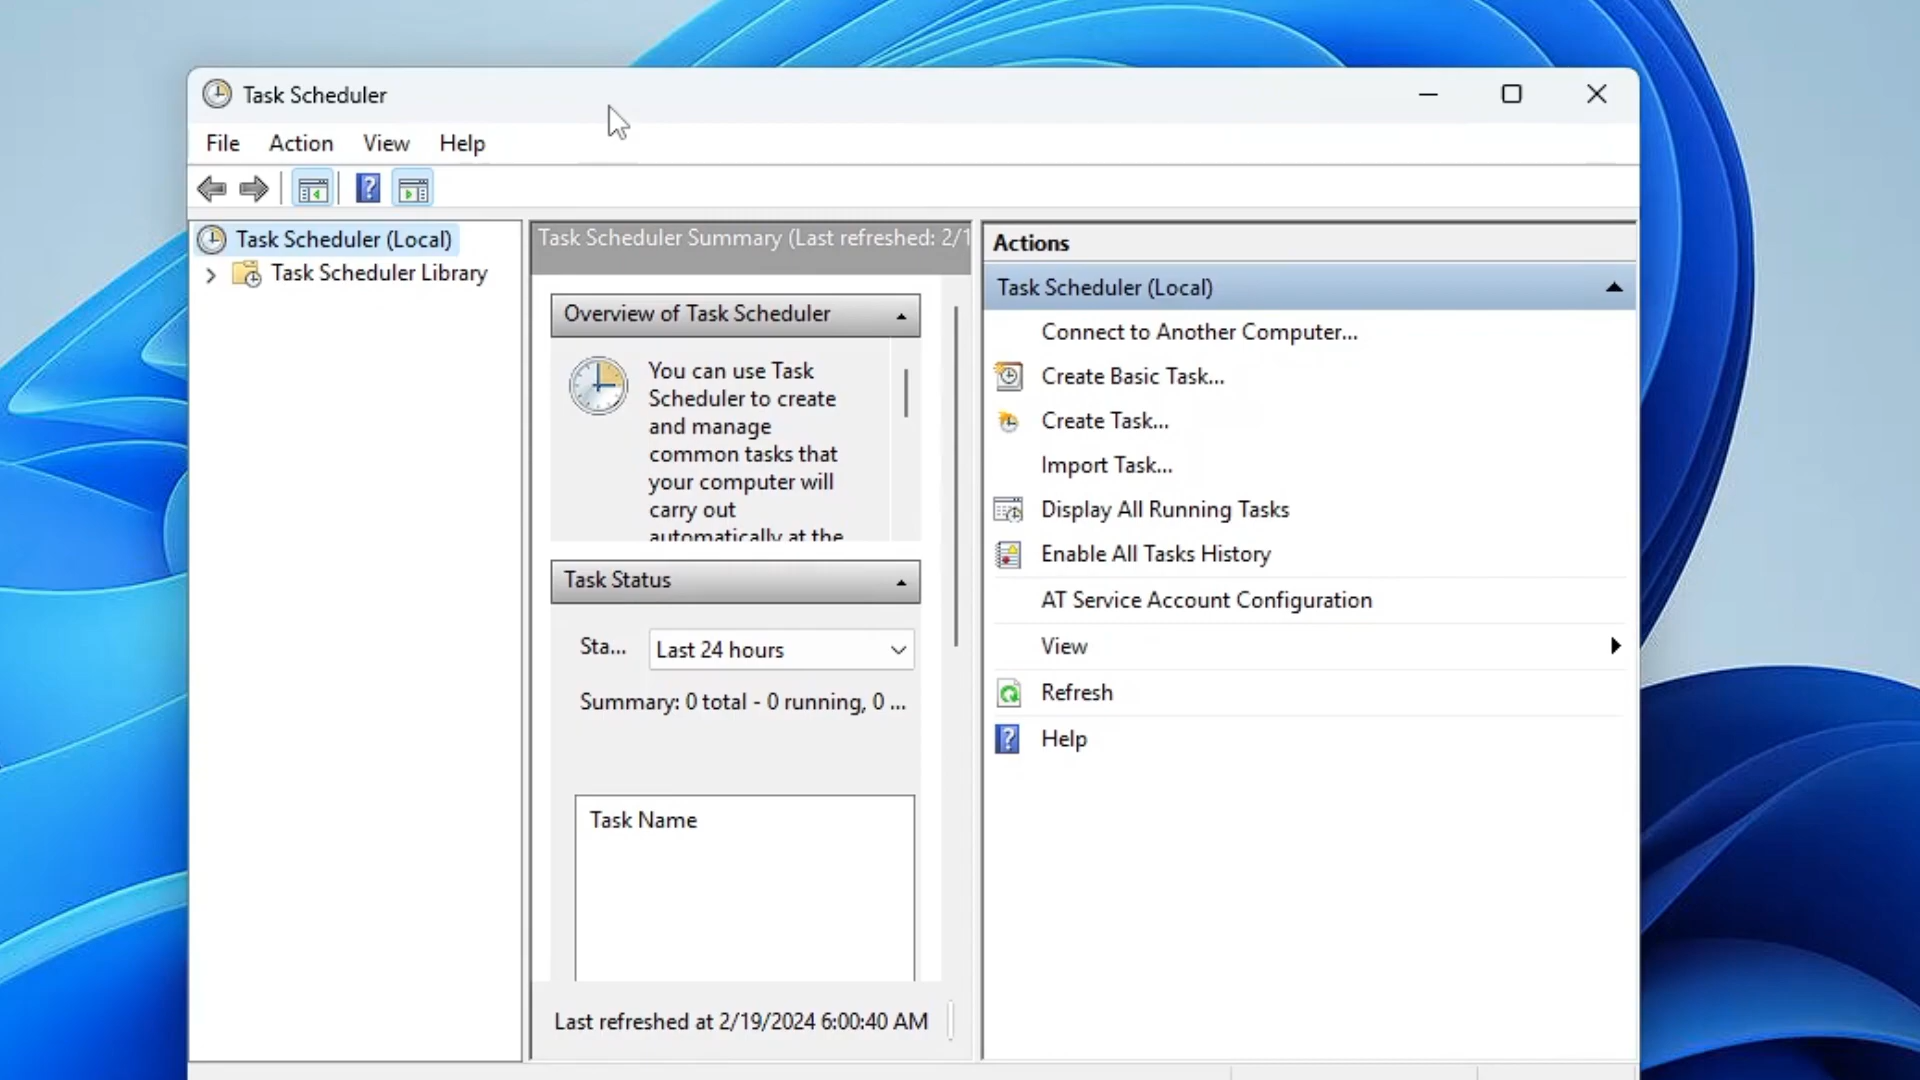 Task Scheduler
File Action View Help
Task Scheduler (Local)
Task Scheduler Library
Task Scheduler Summary (Last refreshed: 2/1
Overview of Task Scheduler
You can use Task
Scheduler to create
and manage
common tasks that
your computer will
carry out
automatically at the
Task Status
Sta... Last 24 hours
Summary: 0 total - 0 running, 0 ...
Task Name
Last refreshed at 2/19/2024 6:00:40 AM
Actions
Task Scheduler (Local)
Connect to Another Computer...
Create Basic Task...
Create Task...
Import Task...
Display All Running Tasks
Enable All Tasks History
AT Service Account Configuration
View
Refresh
Help